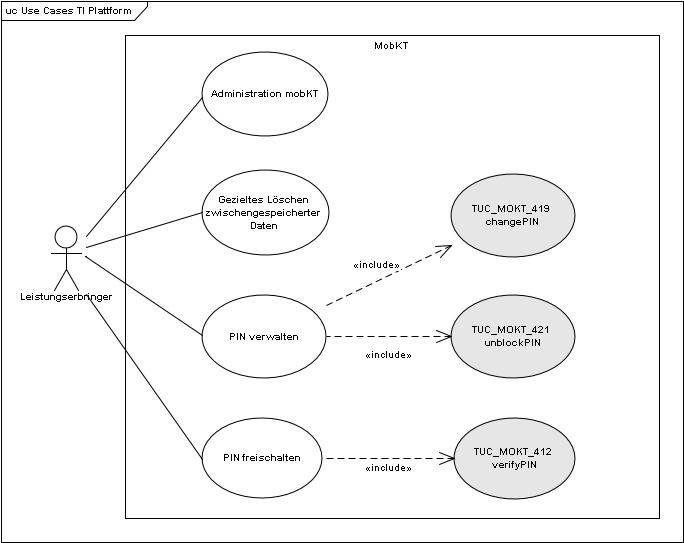 uc Use Cases TI Plattform
MobKT
Administration mobKT
Gezieltes Löschen
zwischengespeicherter
Daten
TUC_MOKT_419
changePIN
Leistungserbringer
«include»
PIN verwalten
TUC_MOKT_421
unblockPIN
«include»
PIN freischalten
TUC_MOKT_412
verifyPIN
«include»